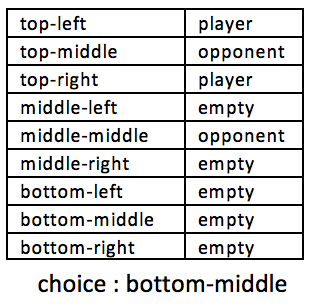 top-left player
top-middle opponent
top-right player
middle-left empty
middle-middle opponent
middle-right empty
bottom-left empty
bottom-middle empty
bottom-right empty
choice : bottom-middle